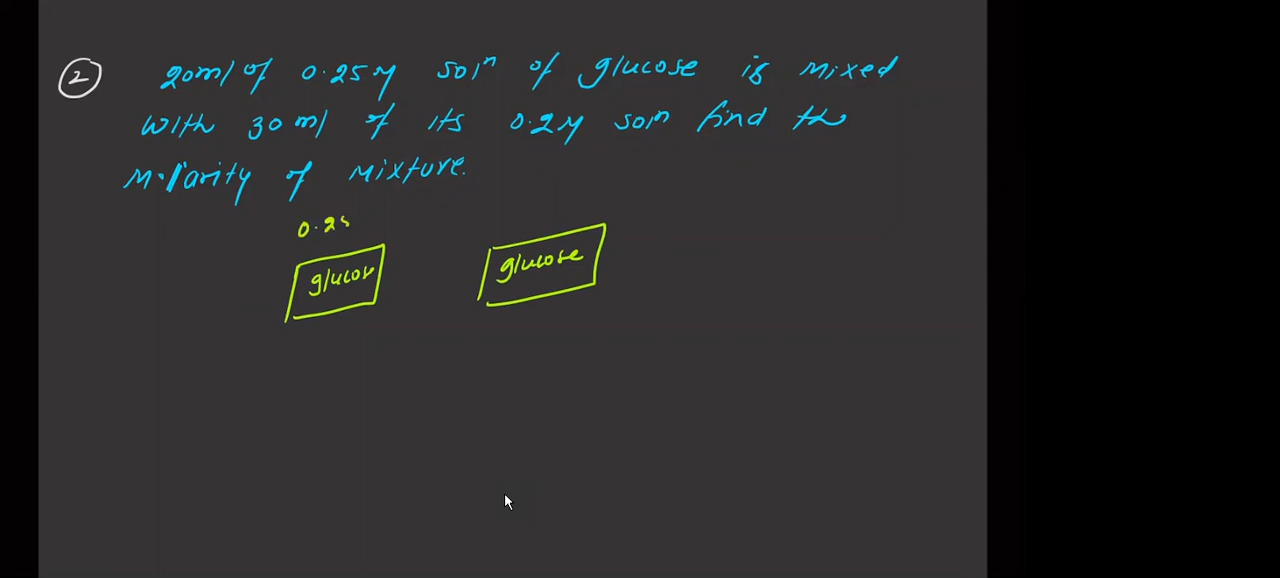 2 20ml of 0.25M solⁿ of glucose is mixed
with 30ml of its 0.2M solⁿ find the
molarity of mixture.
0.25
glucose glucose